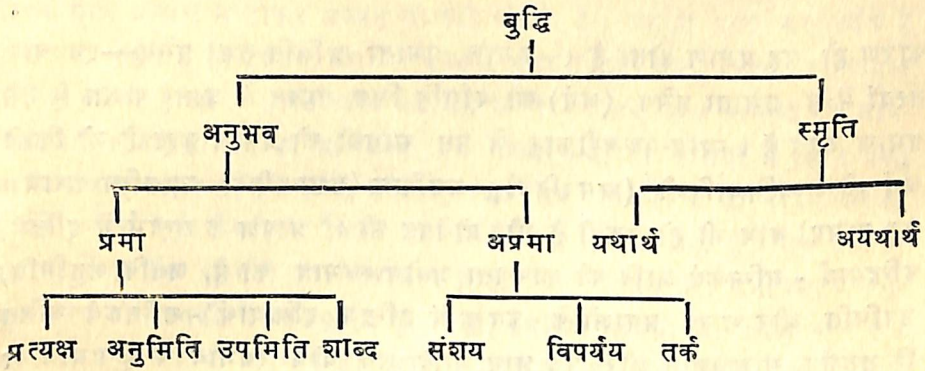 बुद्धि
अनुभव स्मृति
प्रमा अप्रमा यथार्थ अयथार्थ
प्रत्यक्ष अनुमिति उपमिति शाब्द संशय विपर्यय तर्क